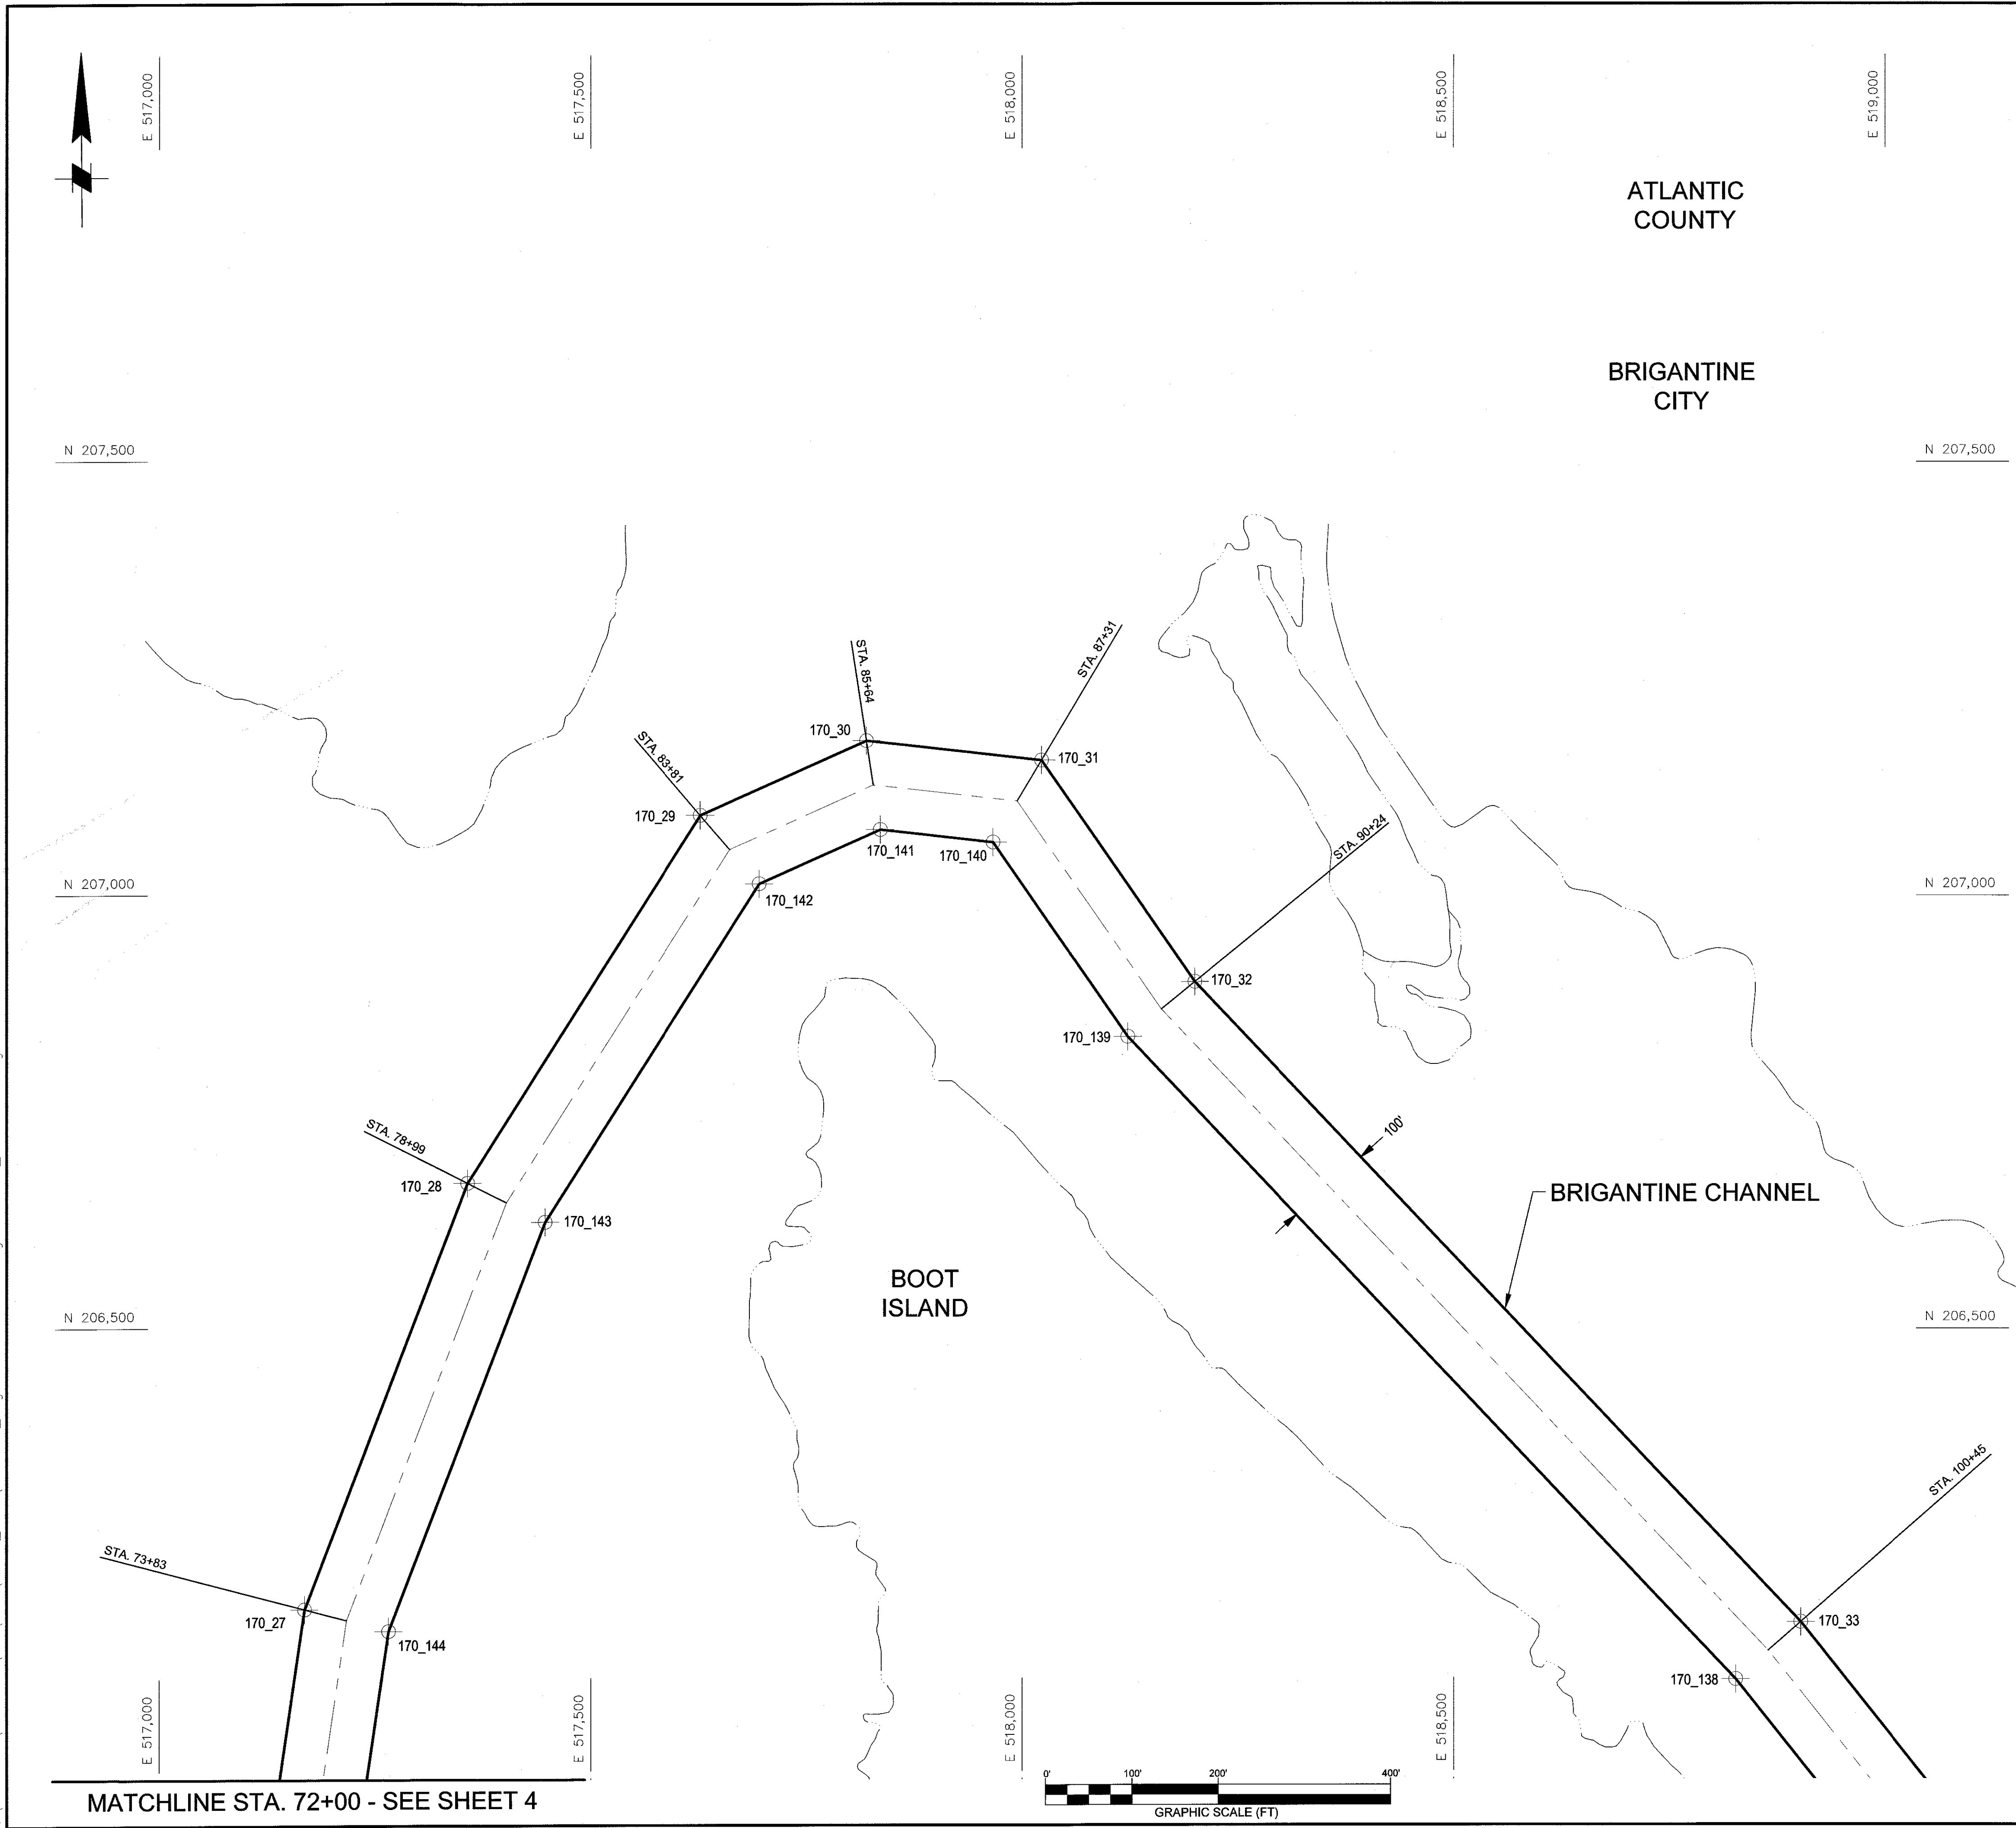 E 517,000
E 517,500
E 518,000
E 518,500
E 519,000
ATLANTIC
COUNTY
BRIGANTINE
CITY
N 207,500
N 207,500
STA. 87+31
STA. 85+64
170_30
STA. 83+81
170_31
170_29
STA. 90+24
170_141
170_140
N 207,000
N 207,000
170_142
170_32
170_139
100'
STA. 78+99
170_28
BRIGANTINE CHANNEL
170_143
BOOT
ISLAND
N 206,500
N 206,500
STA. 100+45
STA. 73+83
170_27
170_33
170_144
170_138
E 517,000
E 517,500
E 518,000
E 518,500
0'
100'
200'
400'
MATCHLINE STA. 72+00 - SEE SHEET 4
GRAPHIC SCALE (FT)